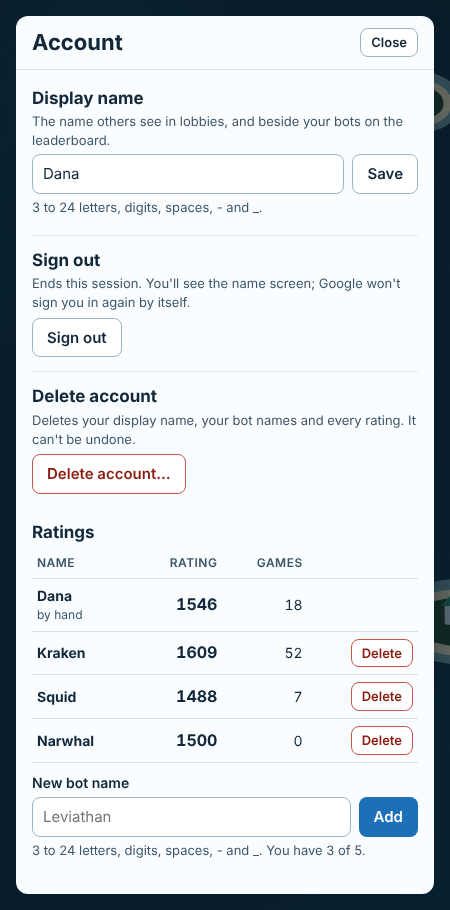 Account
Close
Display name
The name others see in lobbies, and beside your bots on the
leaderboard.
Dana
Save
3 to 24 letters, digits, spaces, - and _.
Sign out
Ends this session. You'll see the name screen; Google won't
sign you in again by itself.
Sign out
Delete account
Deletes your display name, your bot names and every rating. It
can't be undone.
Delete account...
Ratings
NAME RATING GAMES
Dana 1546 18
by hand
Kraken 1609 52 Delete
Squid 1488 7 Delete
Narwhal 1500 0 Delete
New bot name
Leviathan
Add
3 to 24 letters, digits, spaces, - and _. You have 3 of 5.